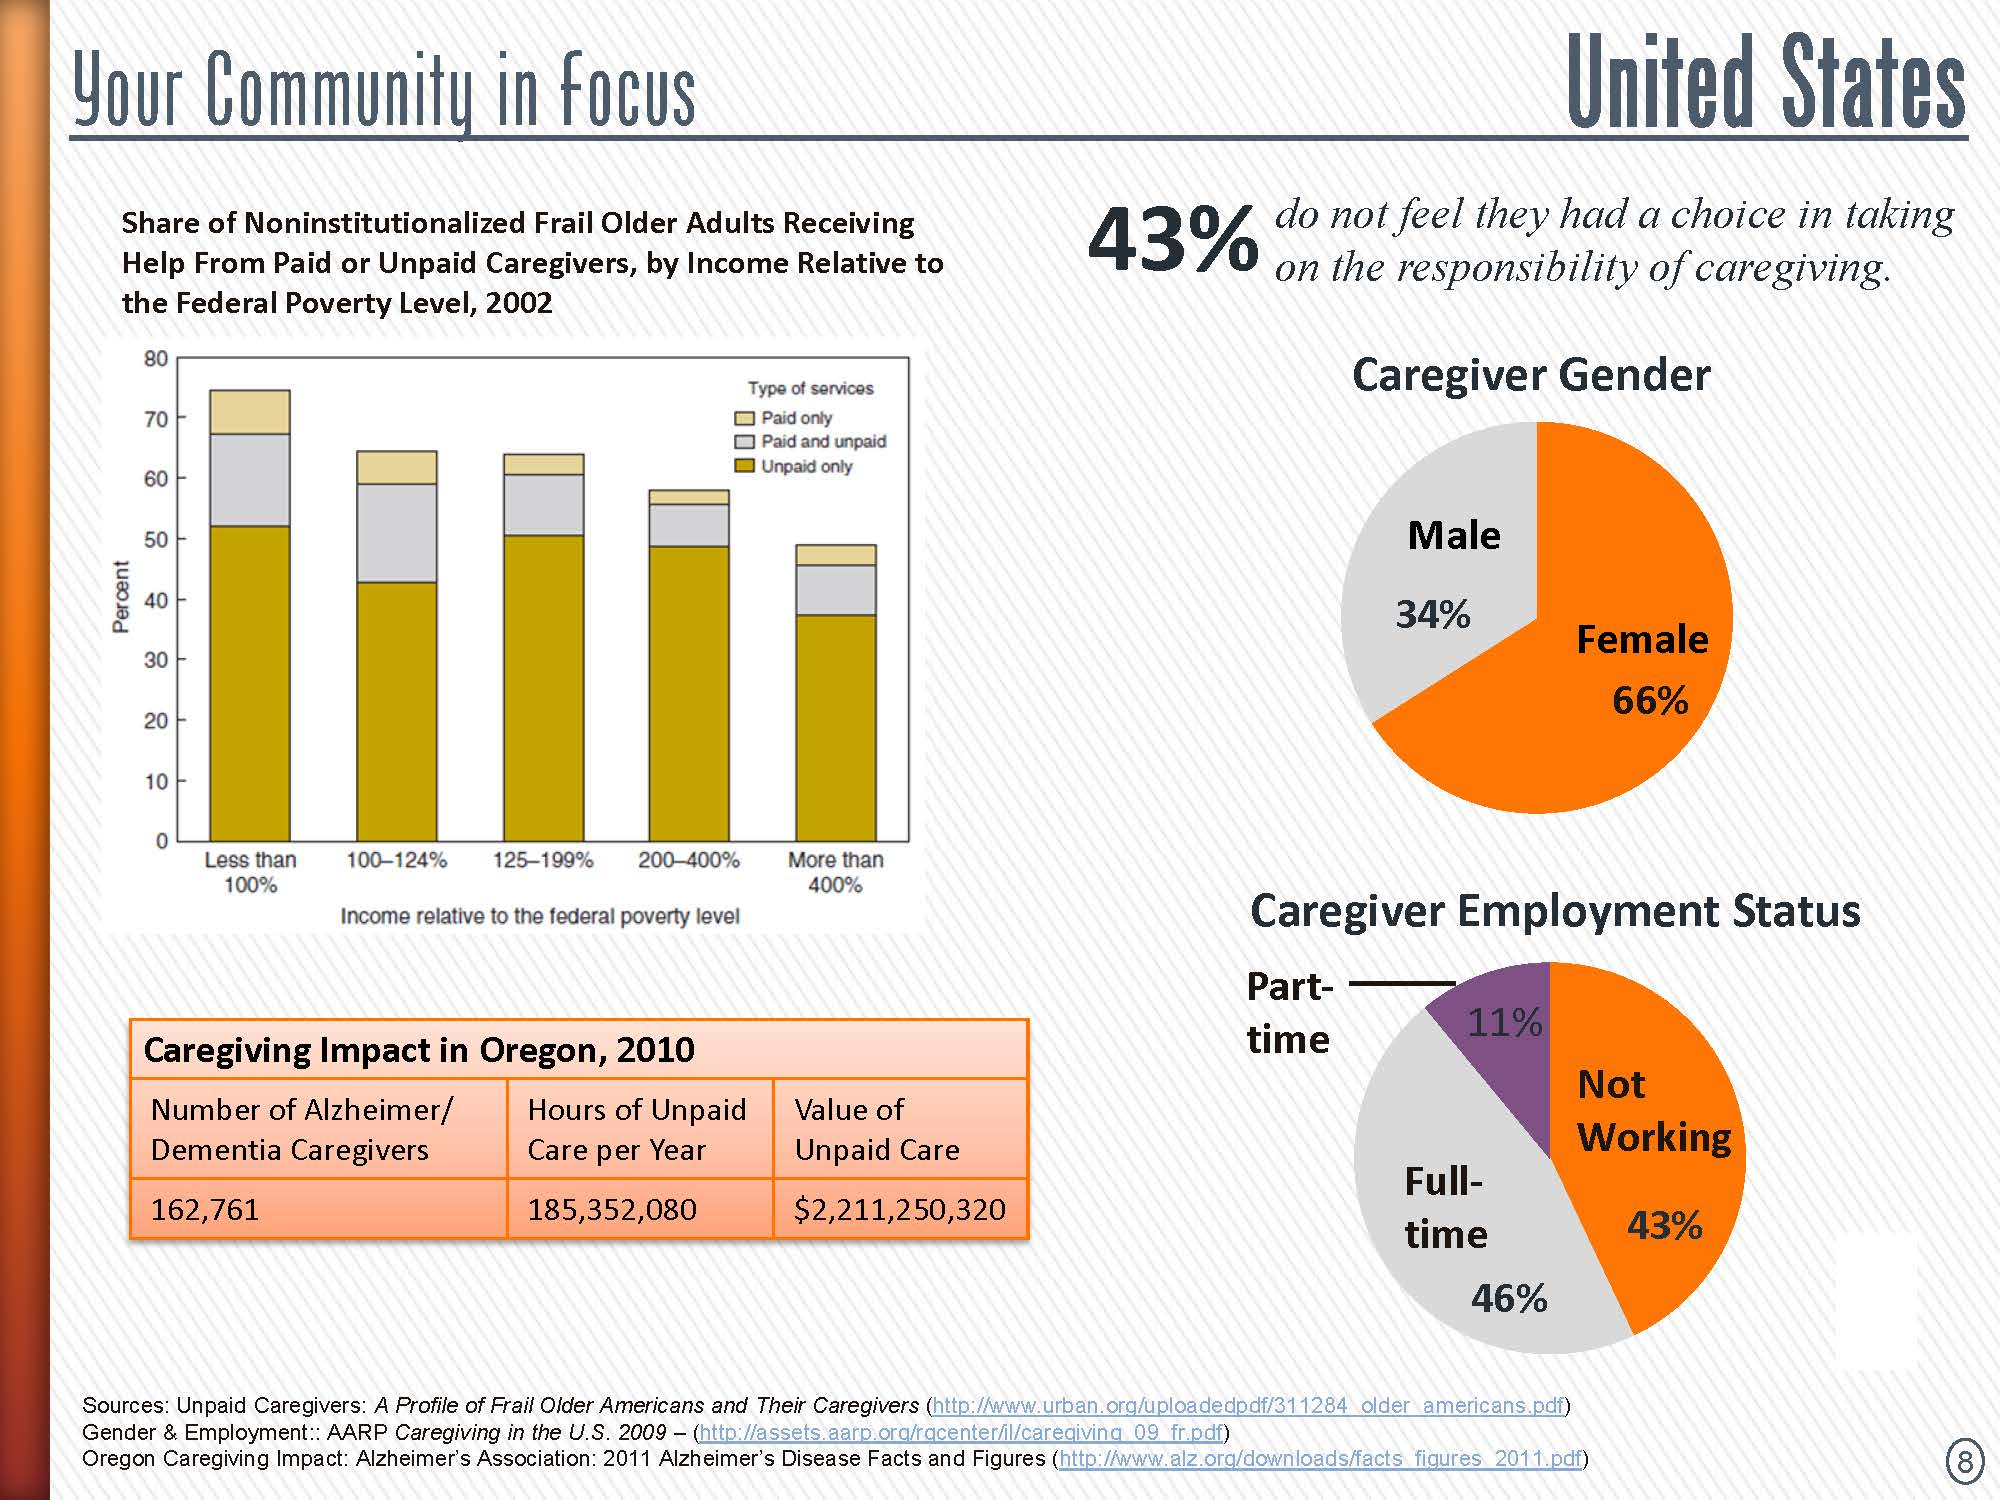 Your Community in Focus
United States
Share of Noninstitutionalized Frail Older Adults Receiving
Help From Paid or Unpaid Caregivers, by Income Relative to
the Federal Poverty Level, 2002
80
70
60
50
40
30
20
10
0
Percent
Type of services
Paid only
Paid and unpaid
Unpaid only
Less than
100%
100–124%
125–199%
200–400%
More than
400%
Income relative to the federal poverty level
Caregiving Impact in Oregon, 2010
Number of Alzheimer/
Dementia Caregivers
Hours of Unpaid
Care per Year
Value of
Unpaid Care
162,761
185,352,080
$2,211,250,320
43%
do not feel they had a choice in taking
on the responsibility of caregiving.
Caregiver Gender
Male
34%
Female
66%
Caregiver Employment Status
Part-
time
11%
Not
Working
43%
Full-
time
46%
Sources: Unpaid Caregivers: A Profile of Frail Older Americans and Their Caregivers (http://www.urban.org/uploadedpdf/311284_older_americans.pdf)
Gender & Employment:: AARP Caregiving in the U.S. 2009 – (http://assets.aarp.org/rgcenter/il/caregiving_09_fr.pdf)
Oregon Caregiving Impact: Alzheimer’s Association: 2011 Alzheimer’s Disease Facts and Figures (http://www.alz.org/downloads/facts_figures_2011.pdf)
8